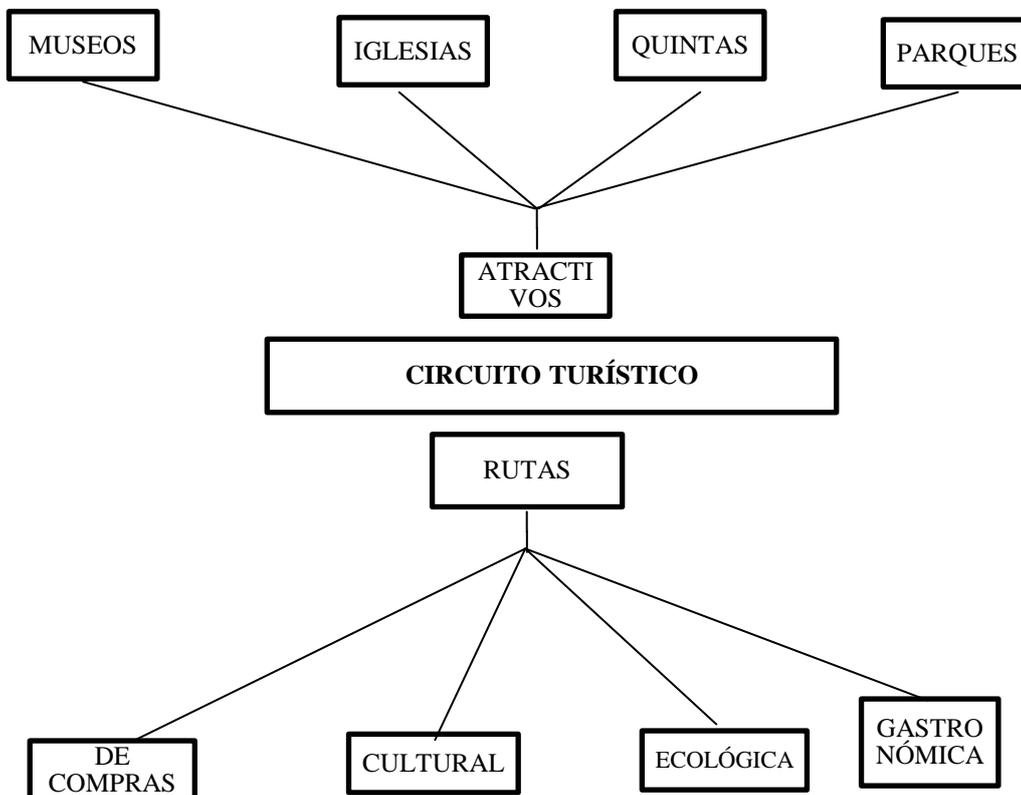 MUSEOS
IGLESIAS
QUINTAS
PARQUES
ATRACTI
VOS
CIRCUITO TURÍSTICO
RUTAS
DE
COMPRAS
CULTURAL
ECOLÓGICA
GASTRO
NÓMICA